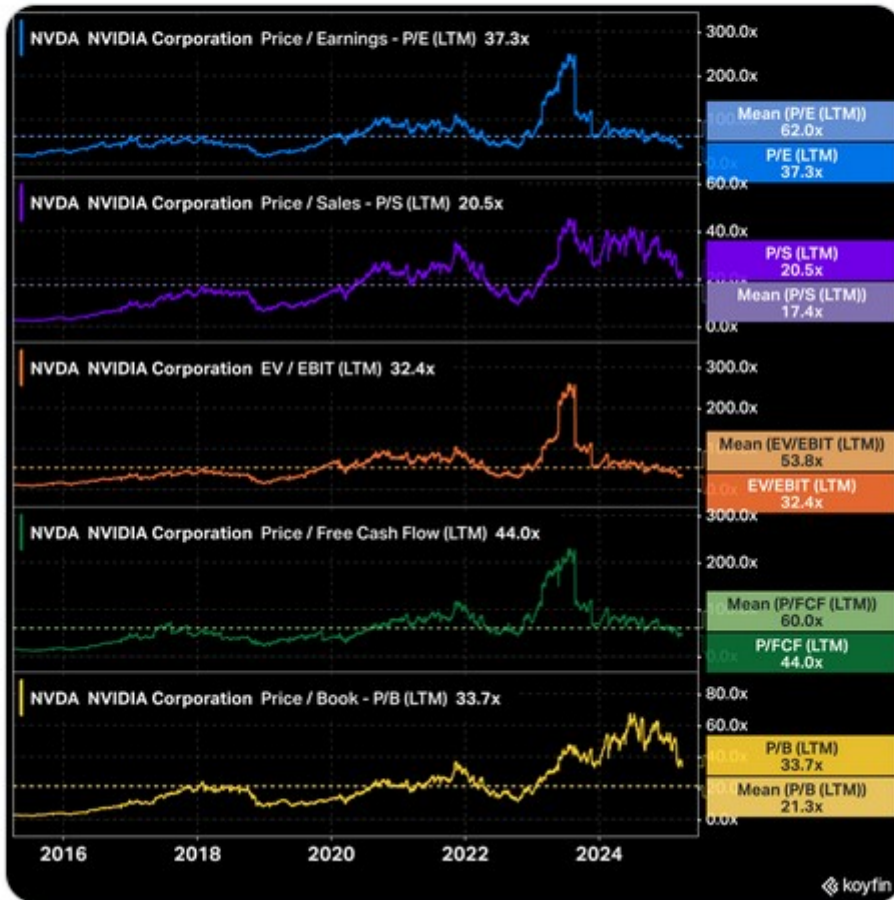 NVDA NVIDIA Corporation Price / Earnings - P/E (LTM) 37.3x
300.0x
200.0x
Mean (P/E (LTM))
62.0x
P/E (LTM)
37.3x
NVDA NVIDIA Corporation Price / Sales - P/S (LTM) 20.5x
60.0x
40.0x
P/S (LTM)
20.5x
Mean (P/S (LTM))
17.4x
0.0x
NVDA NVIDIA Corporation EV / EBIT (LTM) 32.4x
300.0x
200.0x
Mean (EV/EBIT (LTM))
53.8x
EV/EBIT (LTM)
32.4x
NVDA NVIDIA Corporation Price / Free Cash Flow (LTM) 44.0x
300.0x
200.0x
Mean (P/FCF (LTM))
60.0x
P/FCF (LTM)
44.0x
NVDA NVIDIA Corporation Price / Book - P/B (LTM) 33.7x
80.0x
60.0x
P/B (LTM)
33.7x
Mean (P/B (LTM))
21.3x
0.0x
2016 2018 2020 2022 2024
koyfin